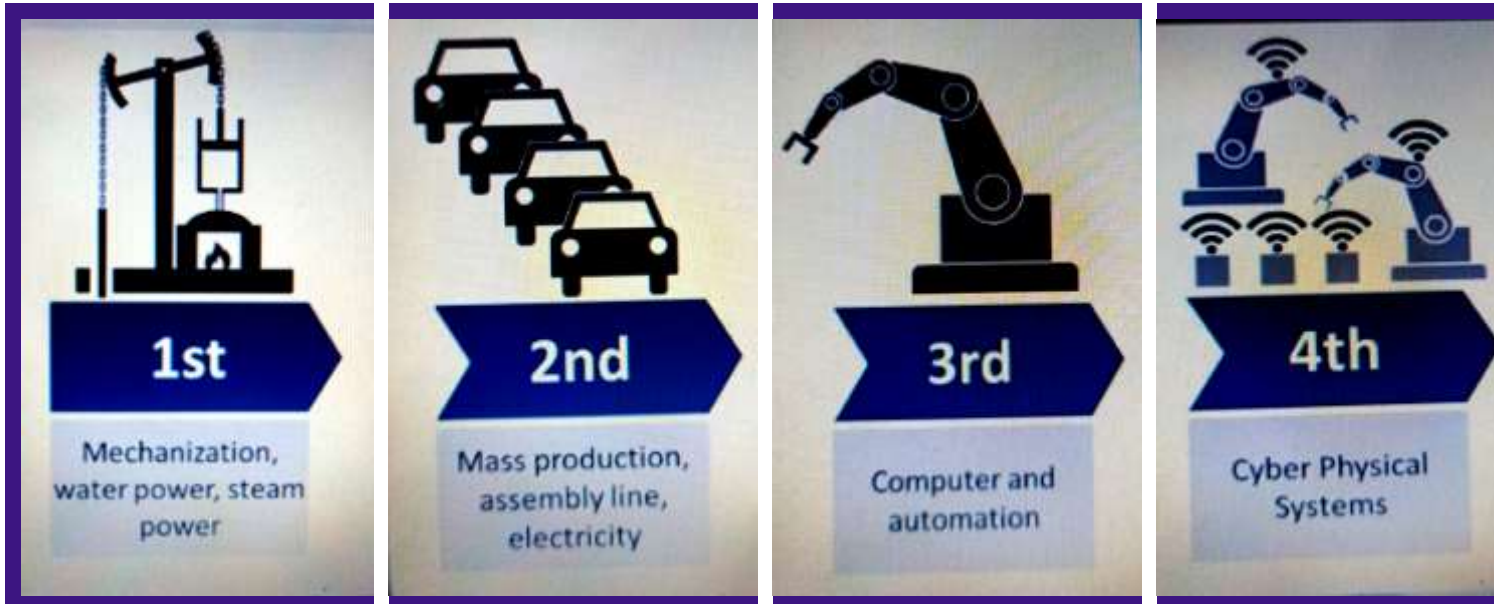 1st
Mechanization,
water power, steam
power
2nd
Mass production,
assembly line,
electricity
3rd
Computer and
automation
4th
Cyber Physical
Systems